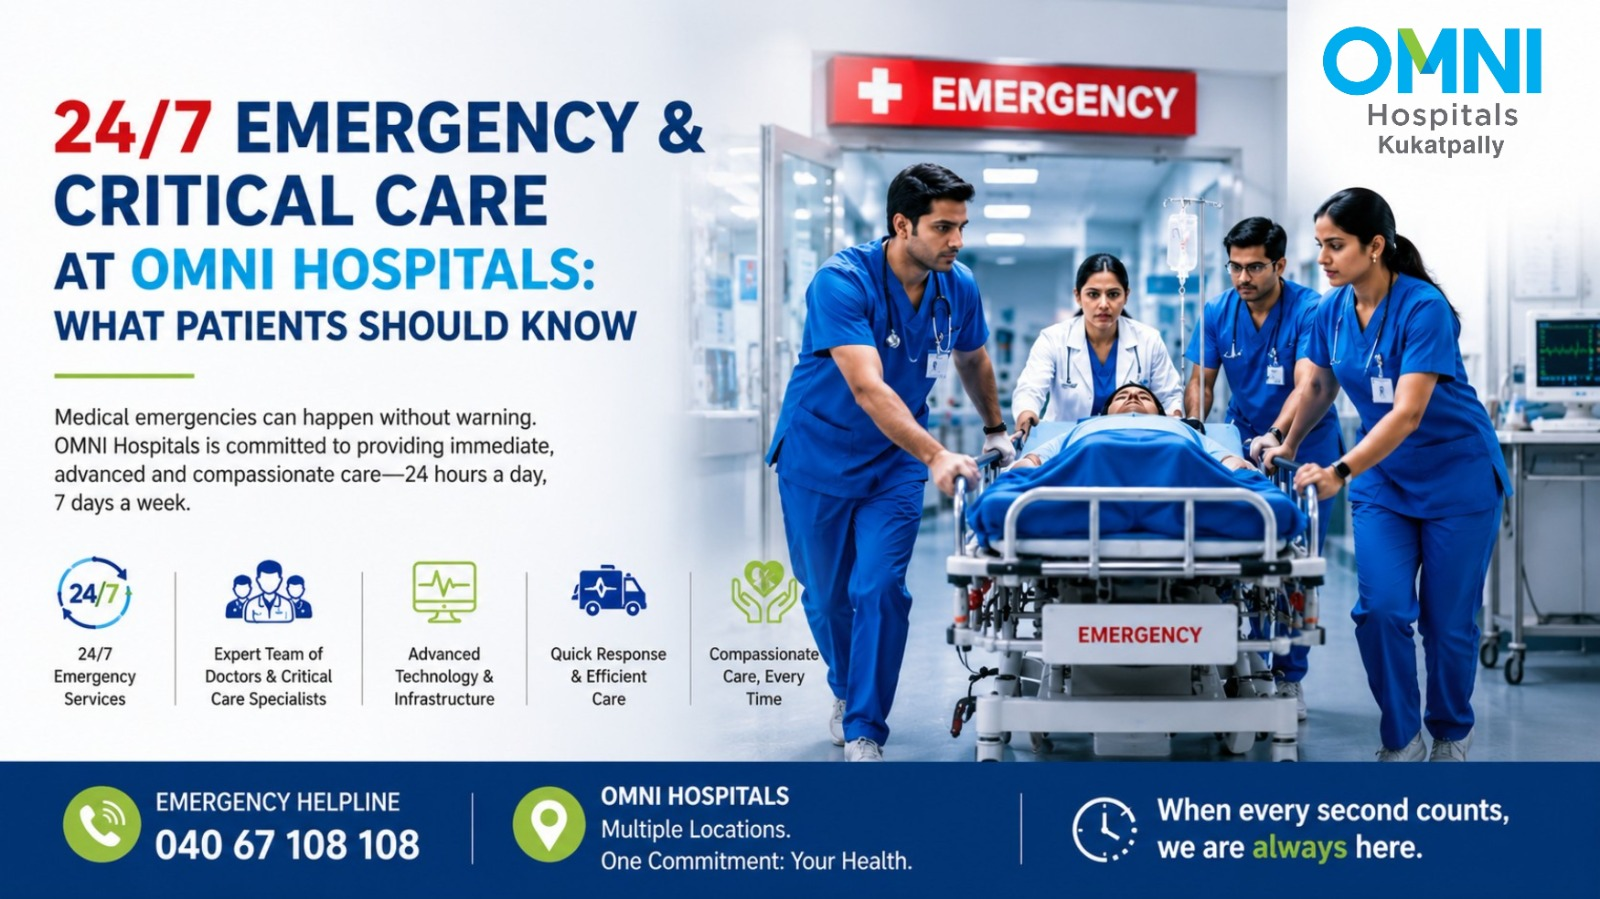 OMNI
Hospitals
Kukatpally
24/7 EMERGENCY &
CRITICAL CARE
AT OMNI HOSPITALS:
WHAT PATIENTS SHOULD KNOW
EMERGENCY
Medical emergencies can happen without warning.
OMNI Hospitals is committed to providing immediate,
advanced and compassionate care—24 hours a day,
7 days a week.
24/7
24/7
Emergency
Services
Expert Team of
Doctors & Critical
Care Specialists
Advanced
Technology &
Infrastructure
Quick Response
& Efficient
Care
Compassionate
Care, Every
Time
EMERGENCY
EMERGENCY HELPLINE
040 67 108 108
OMNI HOSPITALS
Multiple Locations.
One Commitment: Your Health.
When every second counts,
we are always here.